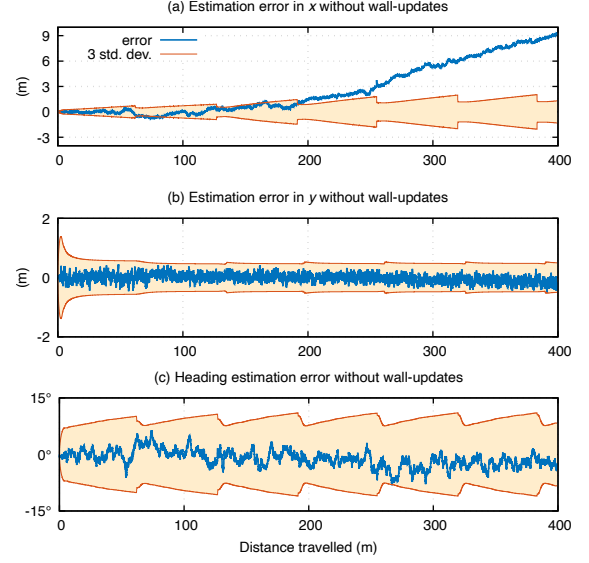 (a) Estimation error in x without wall-updates
error
3 std. dev.
(m)
9
6
3
0
-3
0 100 200 300 400
(b) Estimation error in y without wall-updates
(m)
2
0
-2
0 100 200 300 400
(c) Heading estimation error without wall-updates
15°
0°
-15°
0 100 200 300 400
Distance travelled (m)